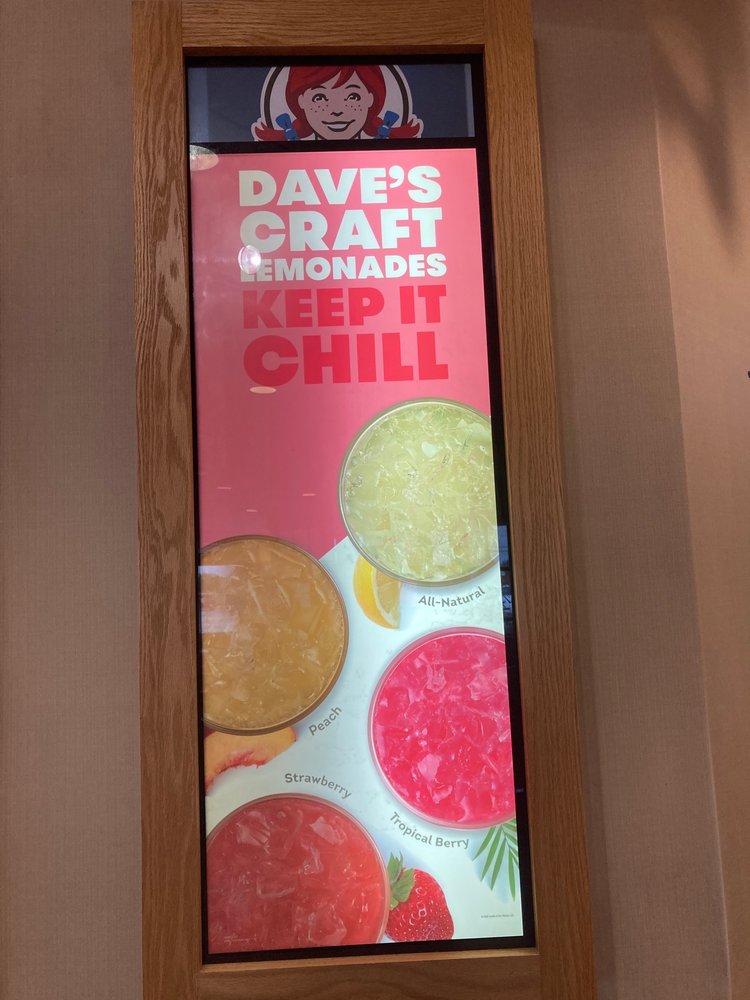 DAVE'S
CRAFT
LEMONADES
KEEP IT
CHILL
All-Natural
Peach
Strawberry
Tropical Berry